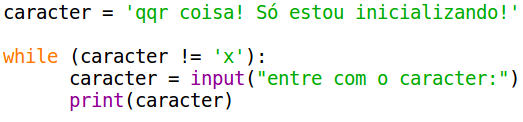 caracter = 'qqr coisa! Só estou inicializando!'
while (caracter != 'x'):
caracter = input("entre com o caracter:")
print(caracter)